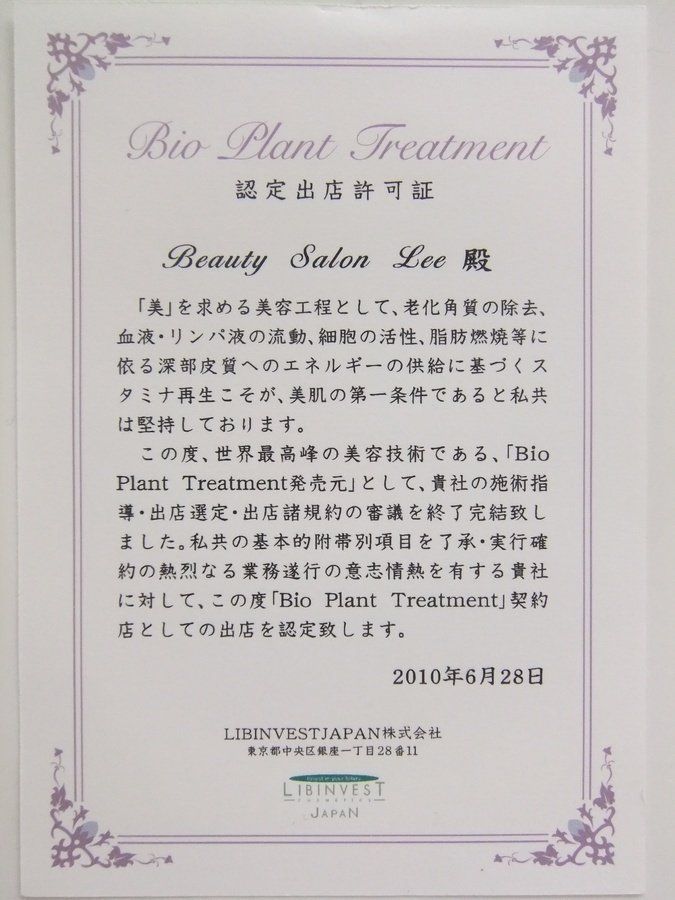 Bio Plant Treatment
認定出店許可証
Beauty Salon Lee 殿
「美」を求める美容工程として、老化角質の除去、
血液・リンパ液の流動、細胞の活性、脂肪燃焼等に
依る深部皮質へのエネルギーの供給に基づくス
タミナ再生こそが、美肌の第一条件であると私共
は堅持しております。
この度、世界最高峰の美容技術である、「Bio
Plant Treatment発売元」として、貴社の施術指
導・出店選定・出店諸規約の審議を終了完結致し
ました。私共の基本的附帯別項目を了承・実行確
約の熱烈なる業務遂行の意志情熱を有する貴社
に対して、この度「Bio Plant Treatment」契約
店としての出店を認定致します。
2010年6月28日
LIBINVESTJAPAN株式会社
東京都中央区銀座一丁目28番11
LIBINVEST
COSMETICS
JAPAN